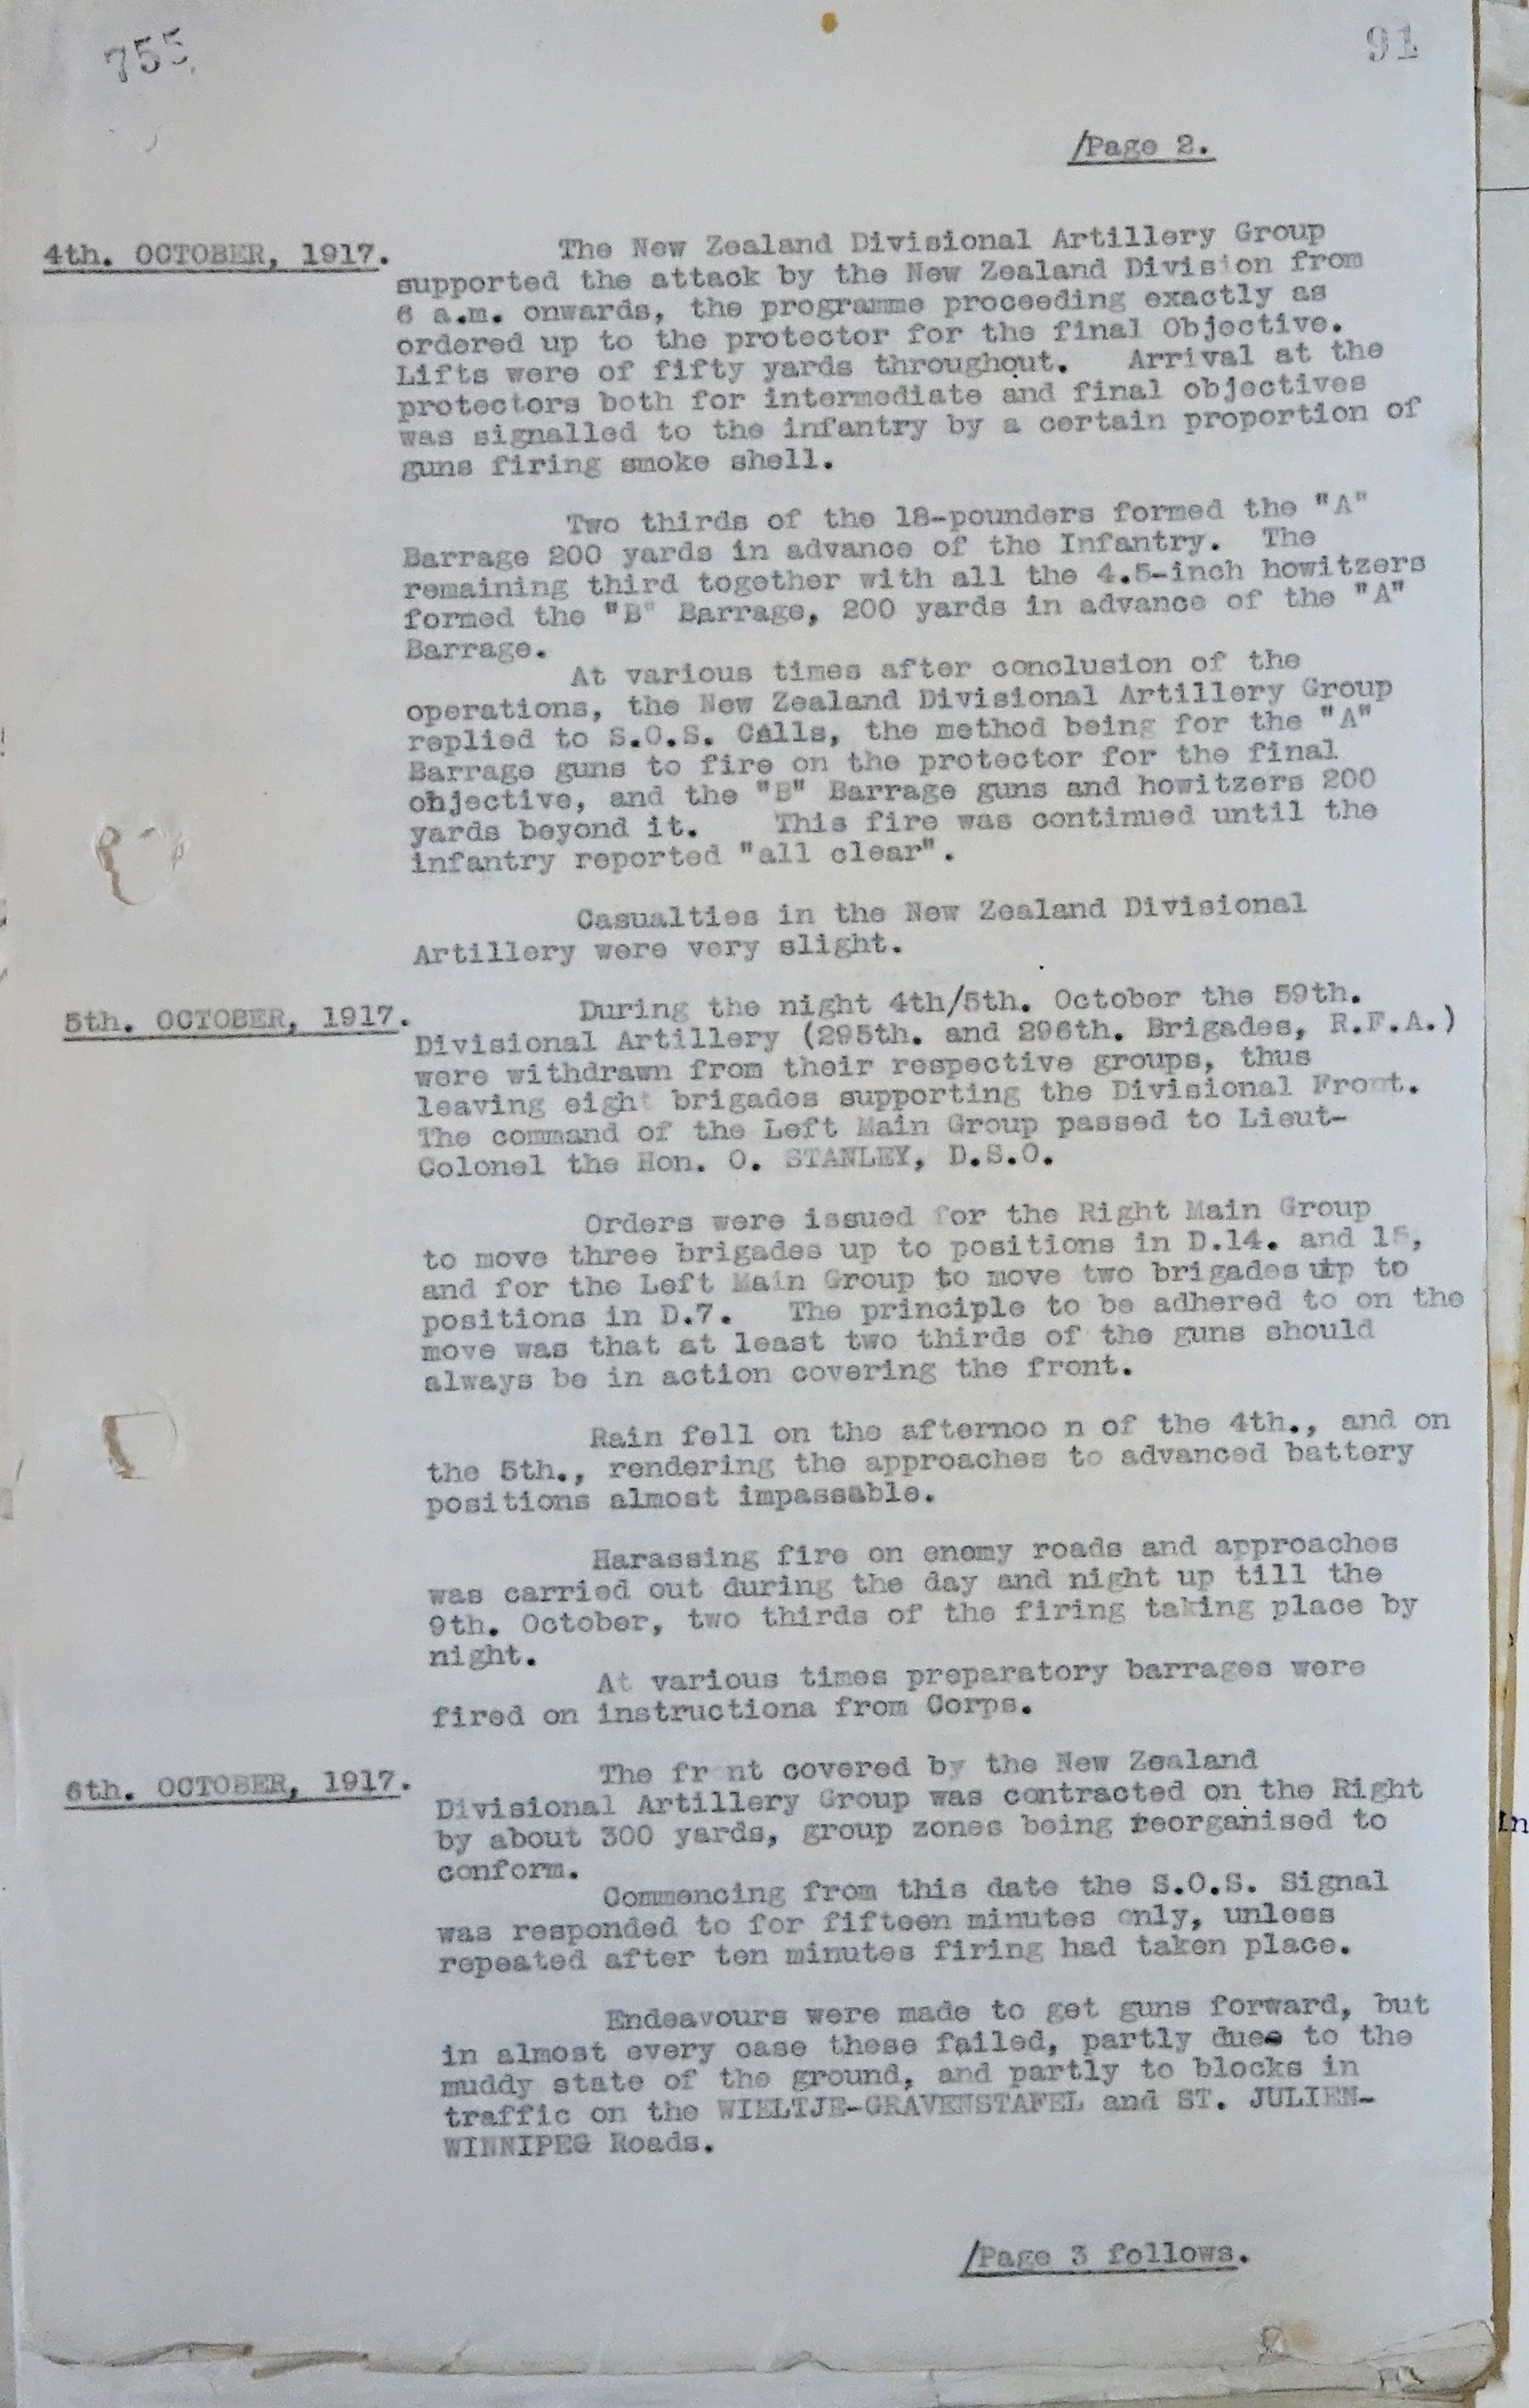 755
91
/Page 2.
4th. OCTOBER, 1917.
The New Zealand Divisional Artillery Group
supported the attack by the New Zealand Division from
6 a.m. onwards, the programme proceeding exactly as
ordered up to the protector for the final Objective.
Lifts were of fifty yards throughout. Arrival at the
protectors both for intermediate and final objectives
was signalled to the infantry by a certain proportion of
guns firing smoke shell.
Two thirds of the 18-pounders formed the "A"
Barrage 200 yards in advance of the Infantry. The
remaining third together with all the 4.5-inch howitzers
formed the "B" Barrage, 200 yards in advance of the "A"
Barrage.
At various times after conclusion of the
operations, the New Zealand Divisional Artillery Group
replied to S.O.S. Calls, the method being for the "A"
Barrage guns to fire on the protector for the final
objective, and the "B" Barrage guns and howitzers 200
yards beyond it. This fire was continued until the
infantry reported "all clear".
Casualties in the New Zealand Divisional
Artillery were very slight.
5th. OCTOBER, 1917.
During the night 4th/5th. October the 59th.
Divisional Artillery (295th. and 296th. Brigades, R.F.A.)
were withdrawn from their respective groups, thus
leaving eight brigades supporting the Divisional Front.
The command of the Left Main Group passed to Lieut-
Colonel the Hon. O. STANLEY, D.S.O.
Orders were issued for the Right Main Group
to move three brigades up to positions in D.14. and 15,
and for the Left Main Group to move two brigades up to
positions in D.7. The principle to be adhered to on the
move was that at least two thirds of the guns should
always be in action covering the front.
Rain fell on the afternoo n of the 4th., and on
the 5th., rendering the approaches to advanced battery
positions almost impassable.
Harassing fire on enemy roads and approaches
was carried out during the day and night up till the
9th. October, two thirds of the firing taking place by
night.
At various times preparatory barrages were
fired on instructiona from Corps.
6th. OCTOBER, 1917.
The fr nt covered by the New Zealand
Divisional Artillery Group was contracted on the Right
by about 300 yards, group zones being reorganised to
conform.
Commencing from this date the S.O.S. Signal
was responded to for fifteen minutes only, unless
repeated after ten minutes firing had taken place.
Endeavours were made to get guns forward, but
in almost every case these failed, partly due to the
muddy state of the ground, and partly to blocks in
traffic on the WIELTJE-GRAVENSTAFEL and ST. JULIEN-
WINNIPEG Roads.
/Page 3 follows.
In